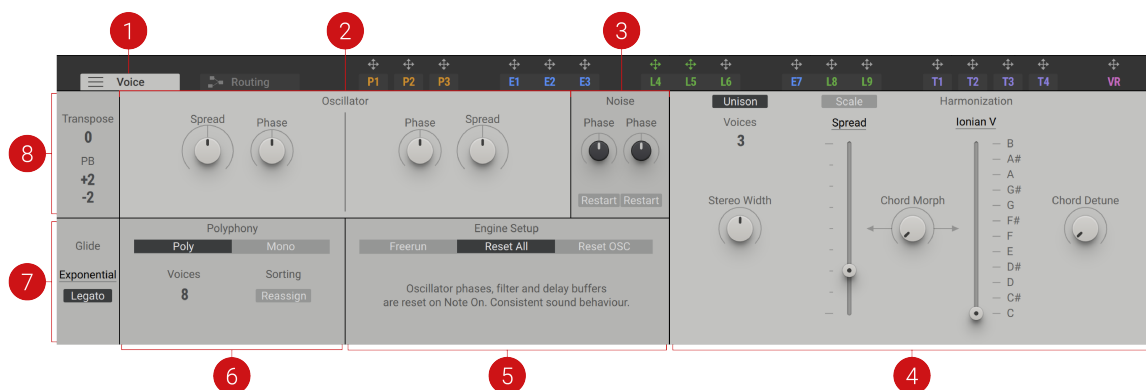 1
2
3
Voice
Routing
P1 P2 P3 E1 E2 E3 L4 L5 L6 E7 L8 L9 T1 T2 T3 T4 VR
8
Transpose
0
PB
+2
-2
Oscillator
Spread Phase Phase Spread
Noise
Phase Phase
Restart Restart
Unison Scale Harmonization
Voices
3
Spread
Ionian V
B
A#
A
G#
G
F#
F
E
D#
D
C#
C
Stereo Width
Chord Morph
Chord Detune
7
Glide
Exponential
Legato
Polyphony
Poly Mono
Voices
8
Sorting
Reassign
Engine Setup
Freerun Reset All Reset OSC
Oscillator phases, filter and delay buffers
are reset on Note On. Consistent sound behaviour.
6
5
4